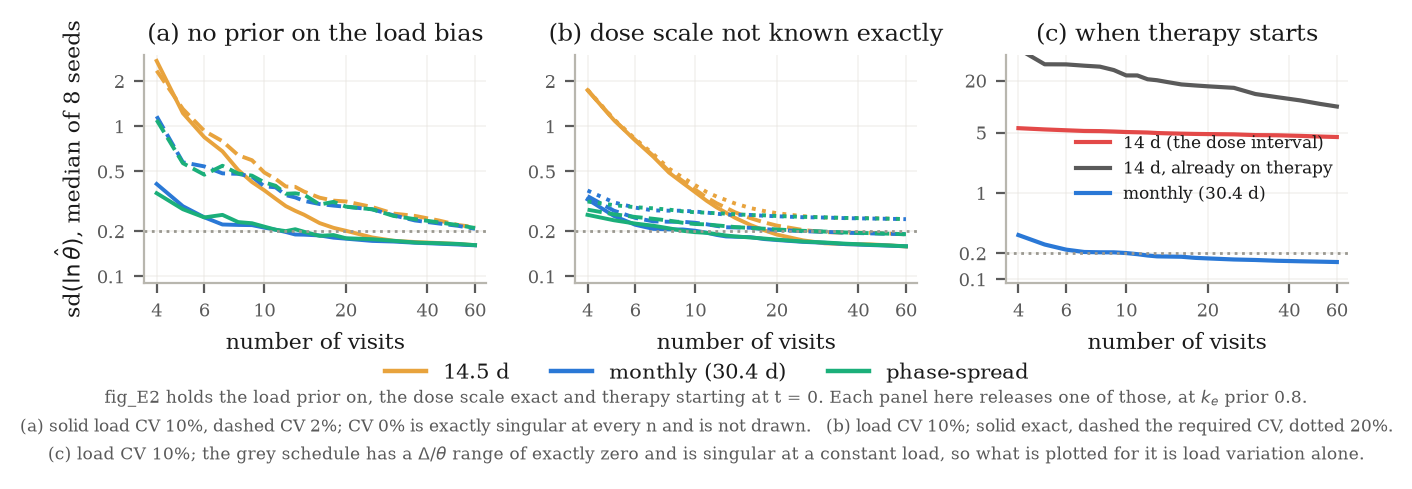 (a) no prior on the load bias
(b) dose scale not known exactly
(c) when therapy starts
sd(ln θ̂), median of 8 seeds
2
1
0.5
0.2
0.1
4
6
10
20
40
60
number of visits
2
1
0.5
0.2
0.1
4
6
10
20
40
60
number of visits
20
5
1
0.2
0.1
14 d (the dose interval)
14 d, already on therapy
monthly (30.4 d)
4
6
10
20
40
60
number of visits
14.5 d
monthly (30.4 d)
phase-spread
fig_E2 holds the load prior on, the dose scale exact and therapy starting at t = 0. Each panel here releases one of those, at kₑ prior 0.8.
(a) solid load CV 10%, dashed CV 2%; CV 0% is exactly singular at every n and is not drawn. (b) load CV 10%; solid exact, dashed the required CV, dotted 20%.
(c) load CV 10%; the grey schedule has a Δ/θ range of exactly zero and is singular at a constant load, so what is plotted for it is load variation alone.